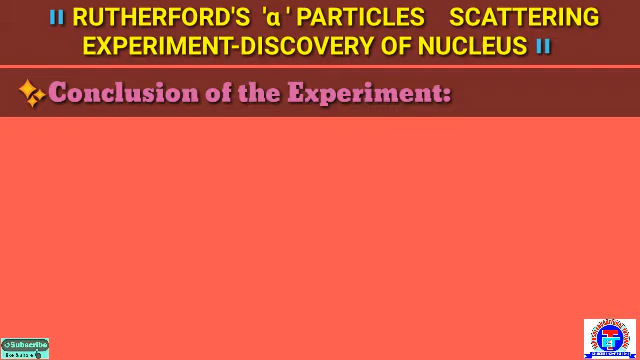 " RUTHERFORD'S 'α' PARTICLES SCATTERING
EXPERIMENT-DISCOVERY OF NUCLEUS "
Conclusion of the Experiment:
Subscribe